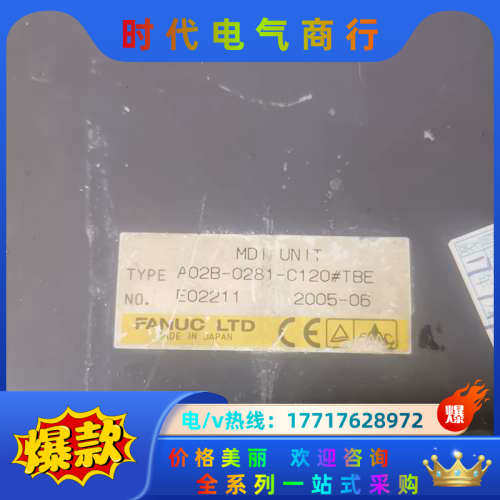 时代电气商行
MDI UNIT
TYPE A02B-0281-C120#TBE
NO. E02211 2005-06
FANUC LTD
MADE IN JAPAN
CE
爆款
电/v热线：17717628972
爆
价格美丽 欢迎咨询
全系列一站式采购